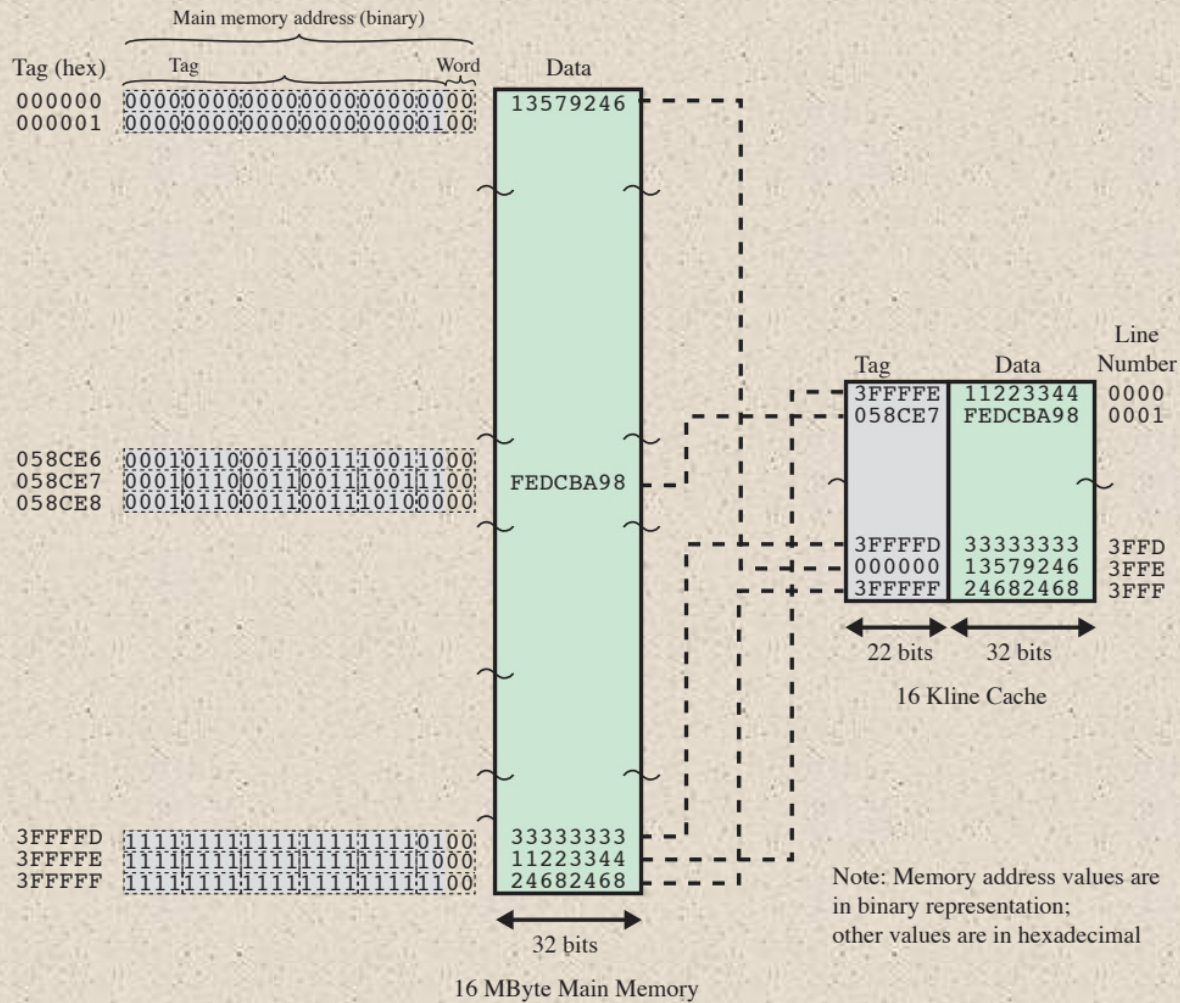 Main memory address (binary)
Tag (hex) Tag Word Data
000000 000000000000000000000000 13579246
000001 000000000000000000000100
Line
Tag Data Number
3FFFFE 11223344 0000
058CE7 FEDCBA98 0001
058CE6 000101100011001110011000
058CE7 000101100011001110011100 FEDCBA98
058CE8 000101100011001110100000
3FFFFD 33333333 3FFD
000000 13579246 3FFE
3FFFFF 24682468 3FFF
22 bits 32 bits
16 Kline Cache
3FFFFD 111111111111111111110100 33333333
3FFFFE 111111111111111111111000 11223344
3FFFFF 111111111111111111111100 24682468
32 bits
16 MByte Main Memory
Note: Memory address values are
in binary representation;
other values are in hexadecimal